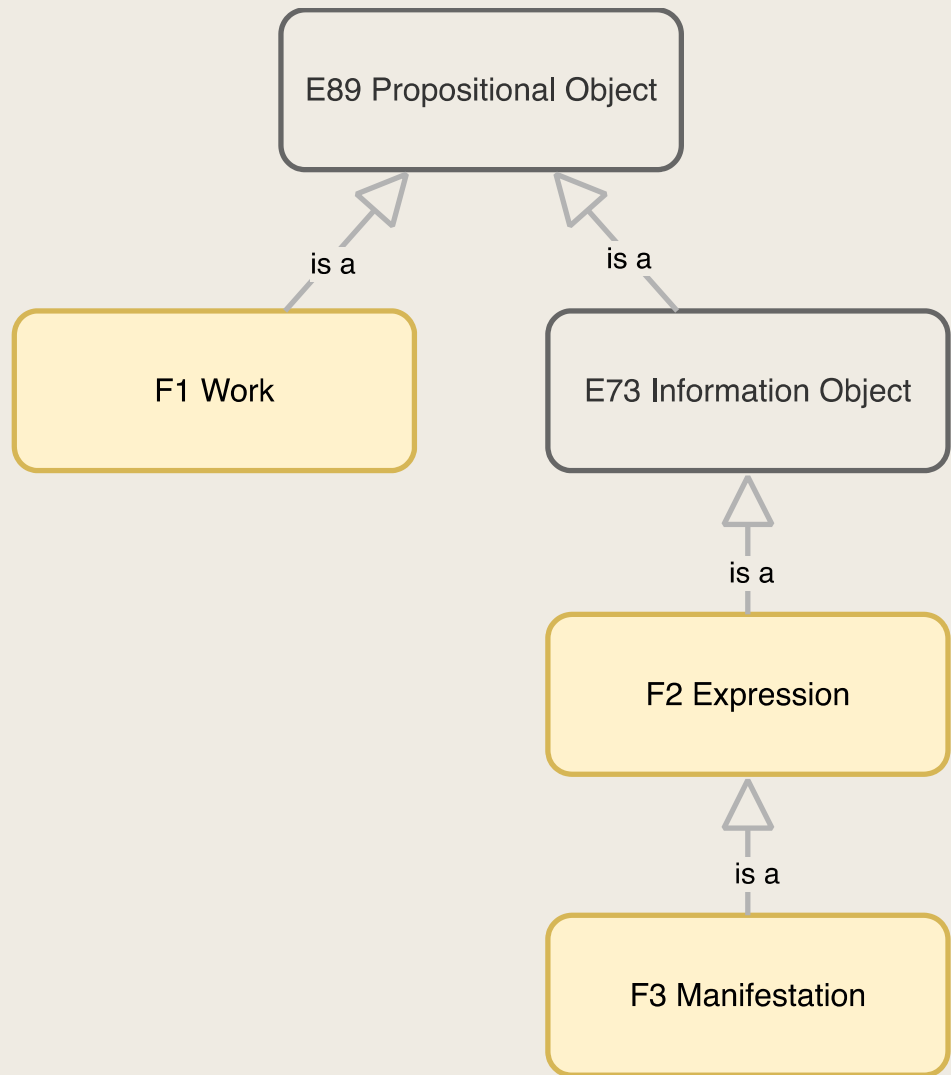 E89 Propositional Object
is a
is a
F1 Work
E73 Information Object
is a
F2 Expression
is a
F3 Manifestation